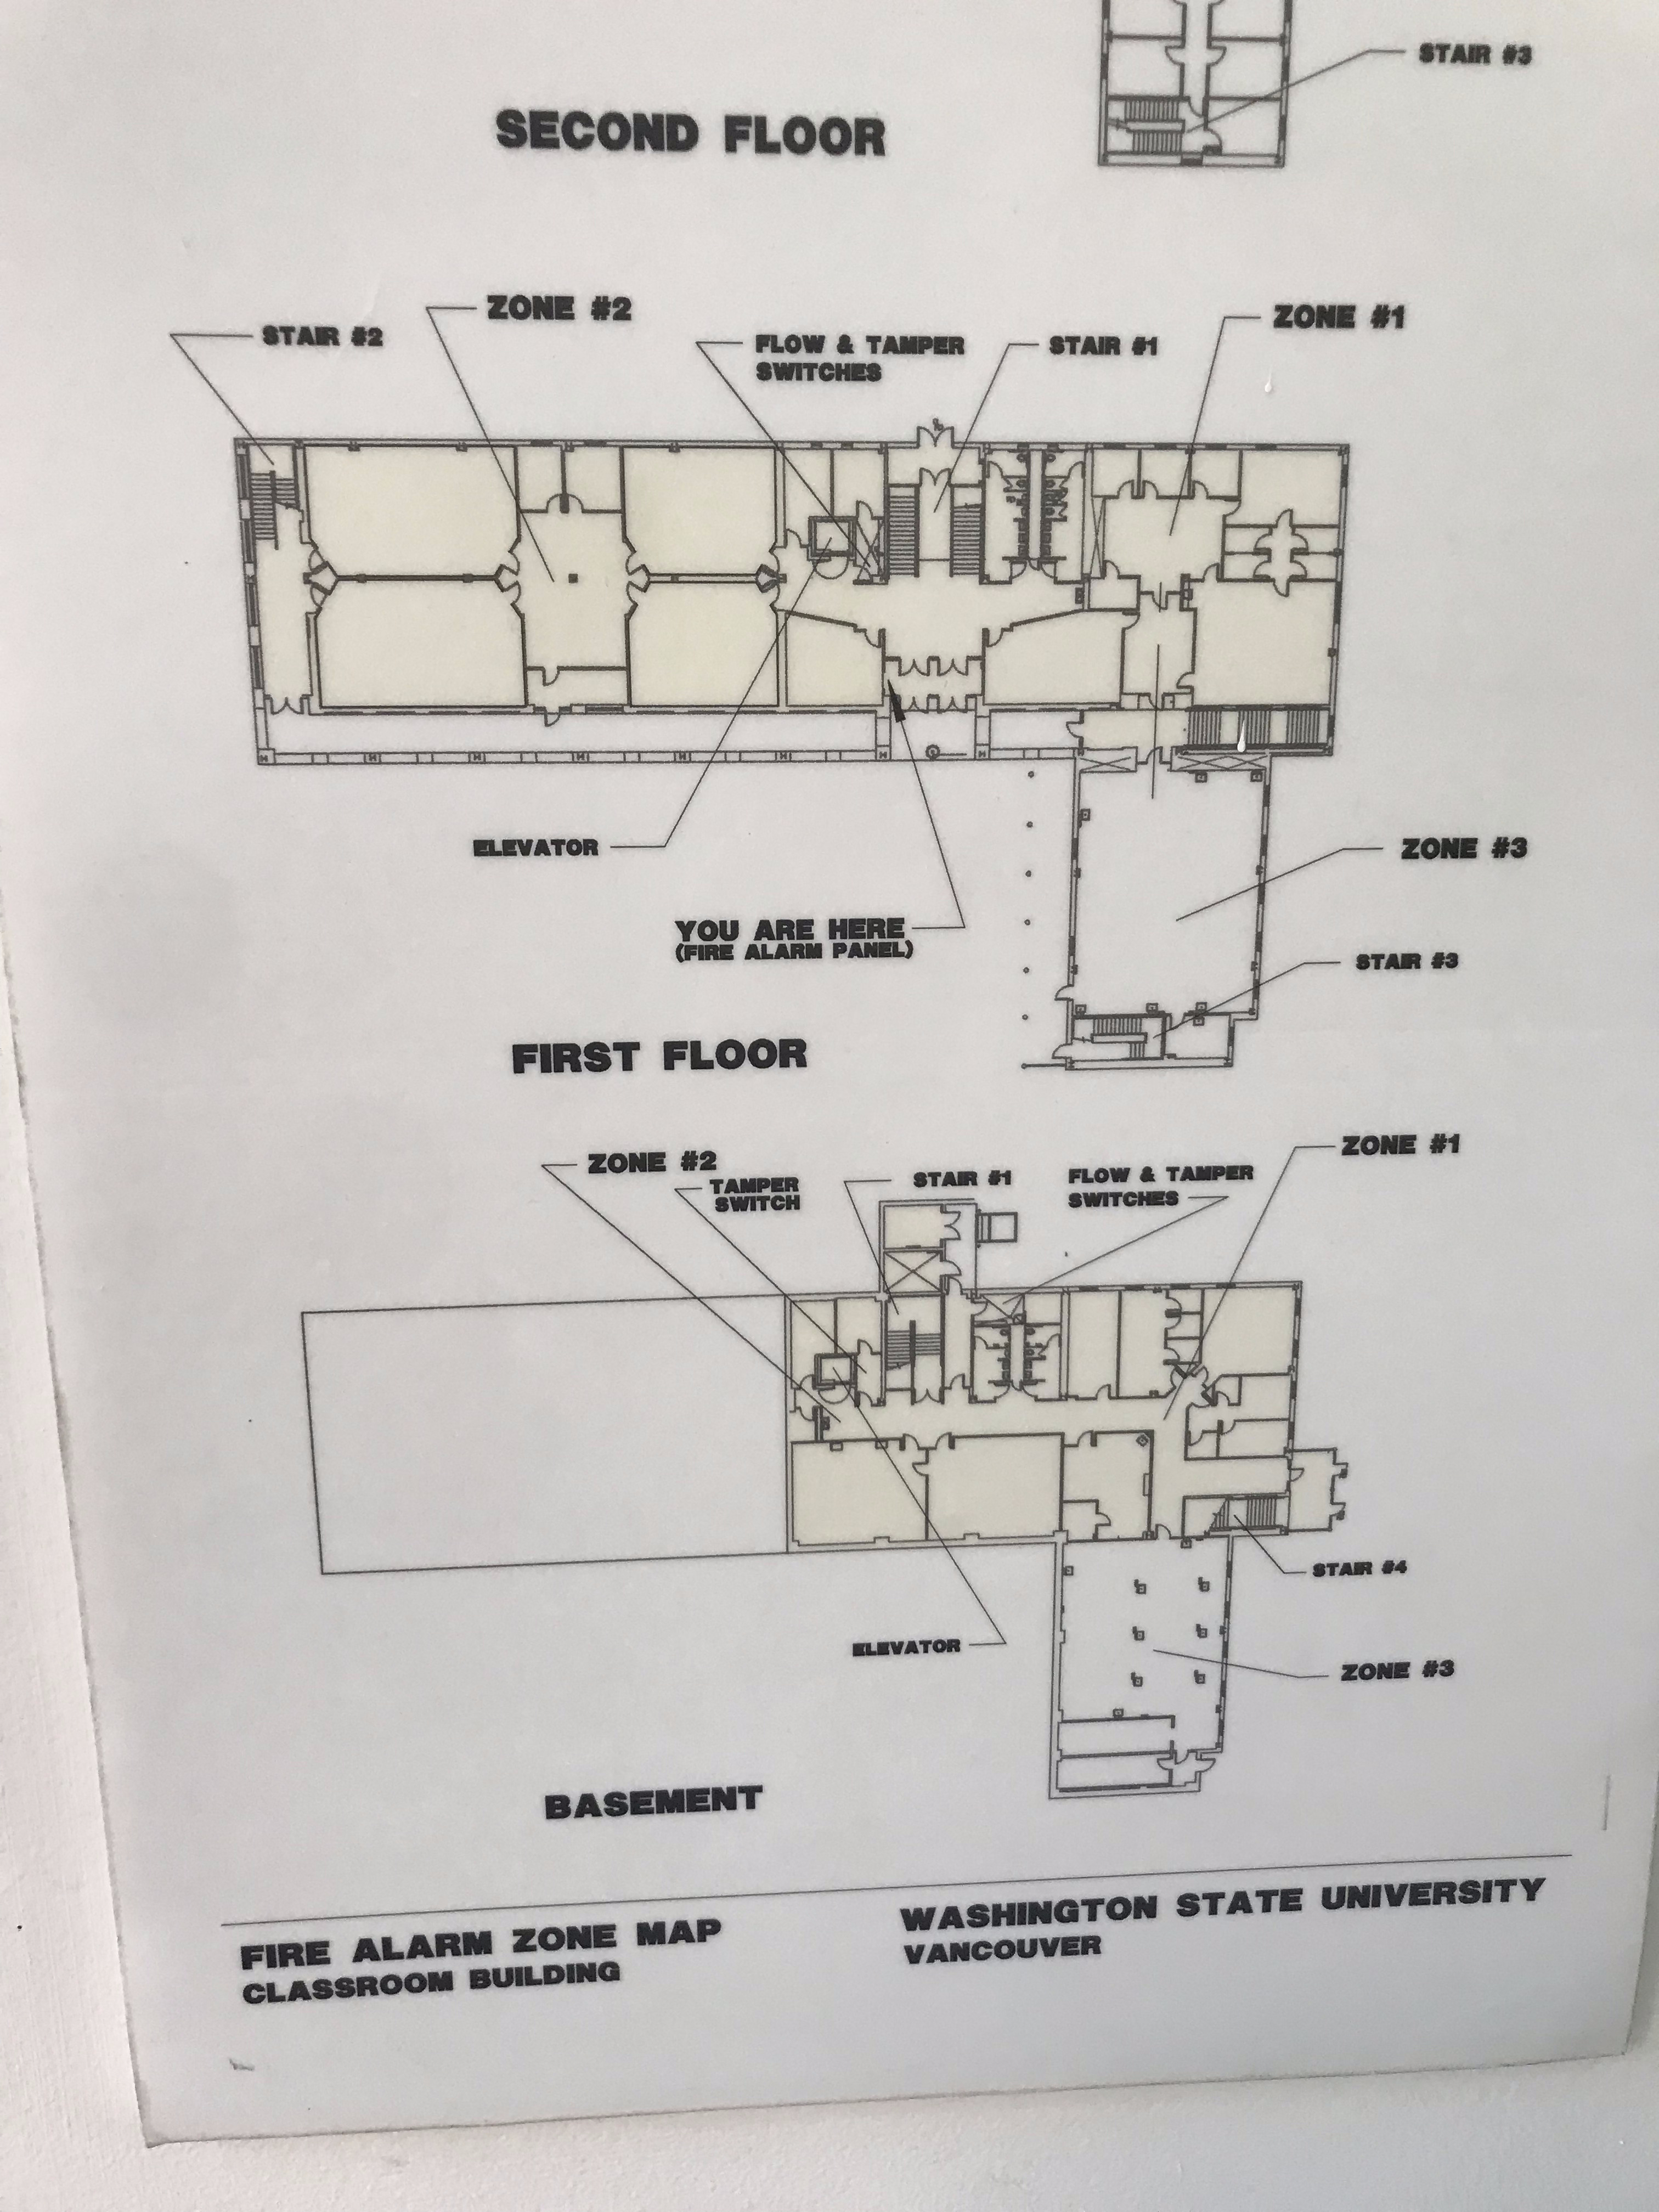 STAIR #3
SECOND FLOOR
STAIR #2
ZONE #2
FLOW & TAMPER
SWITCHES
STAIR #1
ZONE #1
ELEVATOR
YOU ARE HERE
(FIRE ALARM PANEL)
ZONE #3
STAIR #3
FIRST FLOOR
ZONE #2
TAMPER
SWITCH
STAIR #1
FLOW & TAMPER
SWITCHES
ZONE #1
STAIR #4
ELEVATOR
ZONE #3
BASEMENT
FIRE ALARM ZONE MAP
CLASSROOM BUILDING
WASHINGTON STATE UNIVERSITY
VANCOUVER